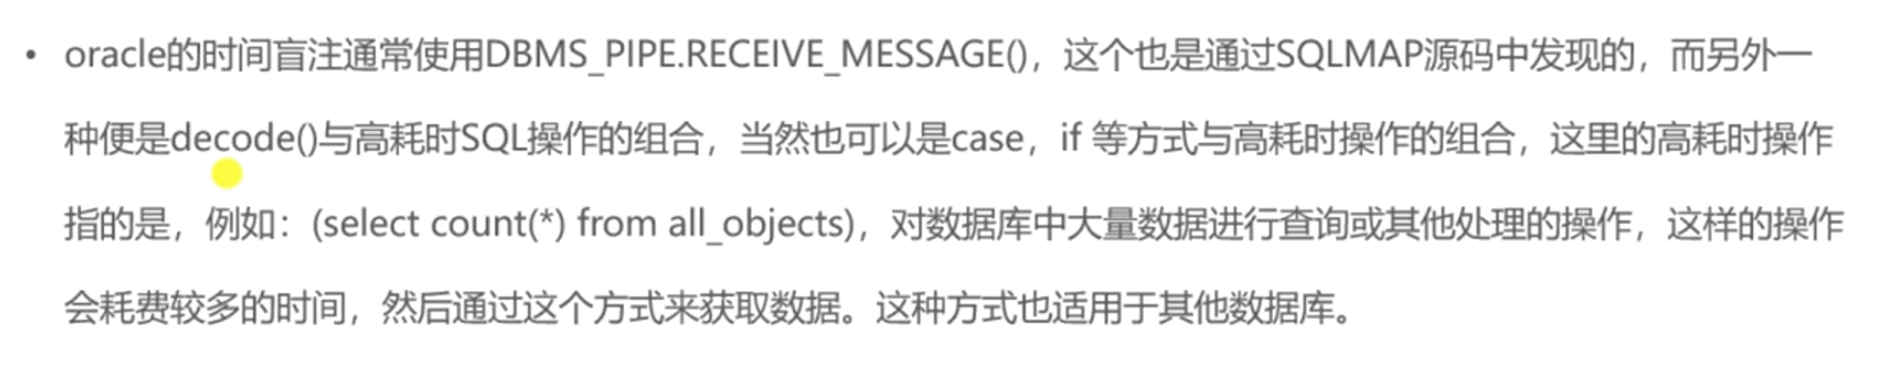 • oracle的时间盲注通常使用DBMS_PIPE.RECEIVE_MESSAGE()，这个也是通过SQLMAP源码中发现的，而另外一
种便是decode()与高耗时SQL操作的组合，当然也可以是case，if 等方式与高耗时操作的组合，这里的高耗时操作
指的是，例如：(select count(*) from all_objects)，对数据库中大量数据进行查询或其他处理的操作，这样的操作
会耗费较多的时间，然后通过这个方式来获取数据。这种方式也适用于其他数据库。